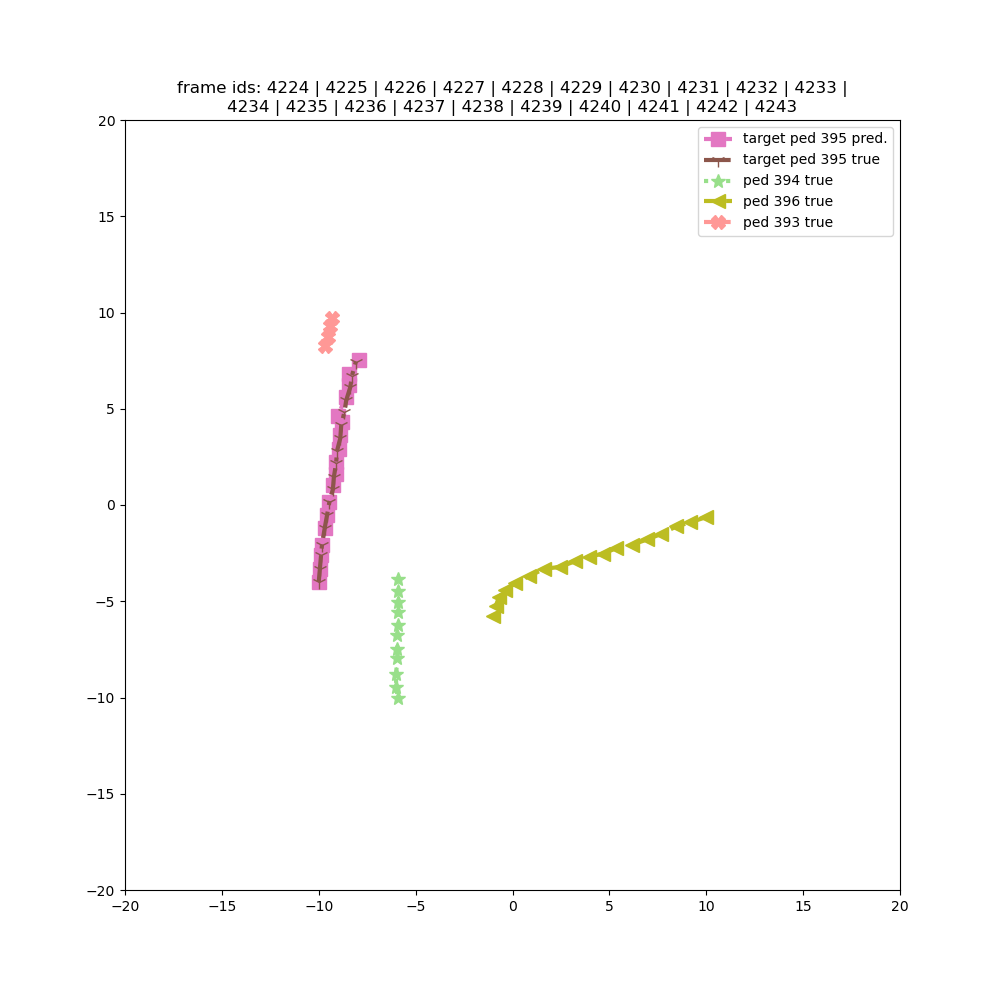 frame ids: 4224 | 4225 | 4226 | 4227 | 4228 | 4229 | 4230 | 4231 | 4232 | 4233 |
4234 | 4235 | 4236 | 4237 | 4238 | 4239 | 4240 | 4241 | 4242 | 4243
target ped 395 pred.
target ped 395 true
ped 394 true
ped 396 true
ped 393 true
20
15
10
5
0
−5
−10
−15
−20
−20 −15 −10 −5 0 5 10 15 20